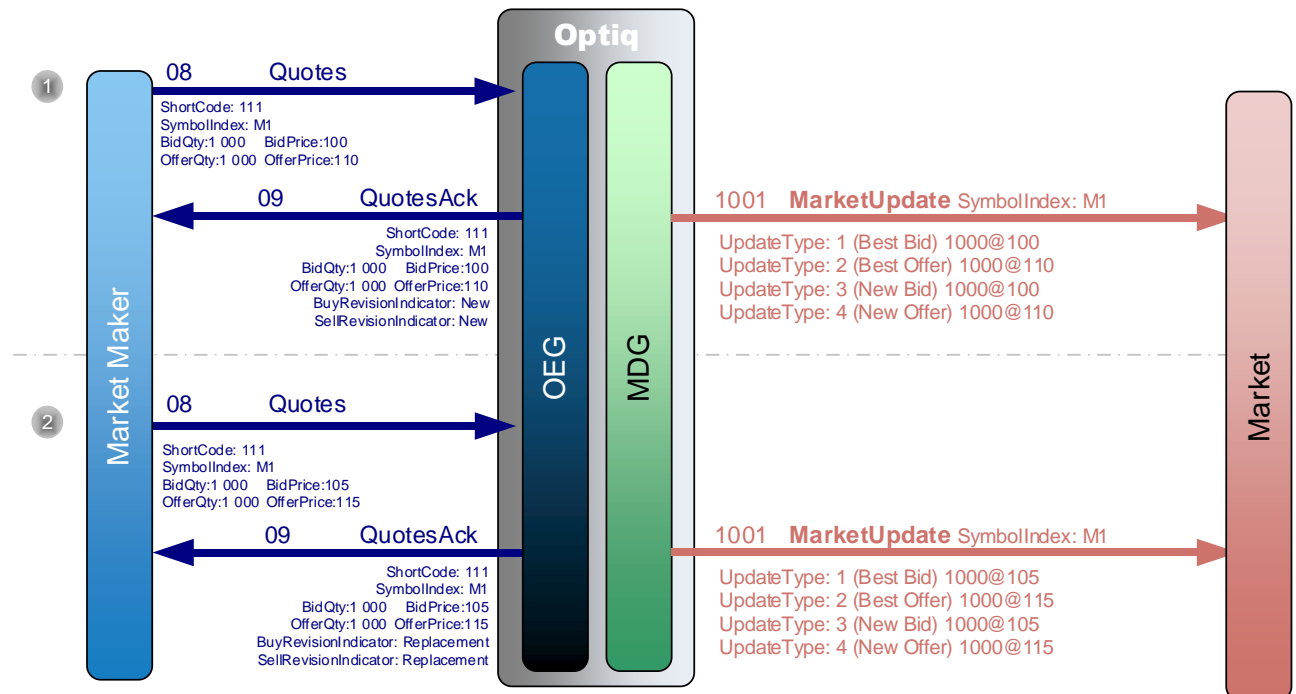 Optiq
1
08 Quotes
ShortCode: 111
SymbolIndex: M1
BidQty:1 000 BidPrice:100
OfferQty:1 000 OfferPrice:110
09 QuotesAck
ShortCode: 111
SymbolIndex: M1
BidQty:1 000 BidPrice:100
OfferQty:1 000 OfferPrice:110
BuyRevisionIndicator: New
SellRevisionIndicator: New
1001 MarketUpdate SymbolIndex: M1
UpdateType: 1 (Best Bid) 1000@100
UpdateType: 2 (Best Offer) 1000@110
UpdateType: 3 (New Bid) 1000@100
UpdateType: 4 (New Offer) 1000@110
Market Maker
OEG
MDG
Market
2
08 Quotes
ShortCode: 111
SymbolIndex: M1
BidQty:1 000 BidPrice:105
OfferQty:1 000 OfferPrice:115
09 QuotesAck
ShortCode: 111
SymbolIndex: M1
BidQty:1 000 BidPrice:105
OfferQty:1 000 OfferPrice:115
BuyRevisionIndicator: Replacement
SellRevisionIndicator: Replacement
1001 MarketUpdate SymbolIndex: M1
UpdateType: 1 (Best Bid) 1000@105
UpdateType: 2 (Best Offer) 1000@115
UpdateType: 3 (New Bid) 1000@105
UpdateType: 4 (New Offer) 1000@115